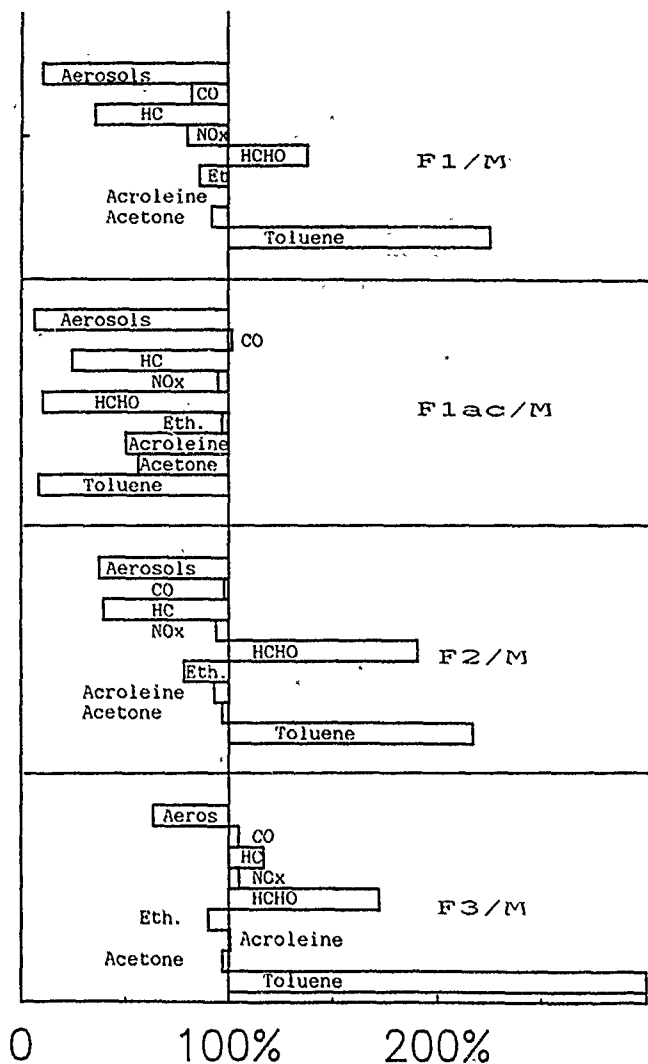 Aerosols
CO
HC
NOx
HCHO
F1/M
Et
Acroleine
Acetone
Toluene
Aerosols
CO
HC
NOx
HCHO
F1ac/M
Eth.
Acroleine
Acetone
Toluene
Aerosols
CO
HC
NOx
HCHO
F2/M
Eth.
Acroleine
Acetone
Toluene
Aeros
CO
HC
NOx
HCHO
F3/M
Eth.
Acroleine
Acetone
Toluene
0 100% 200%